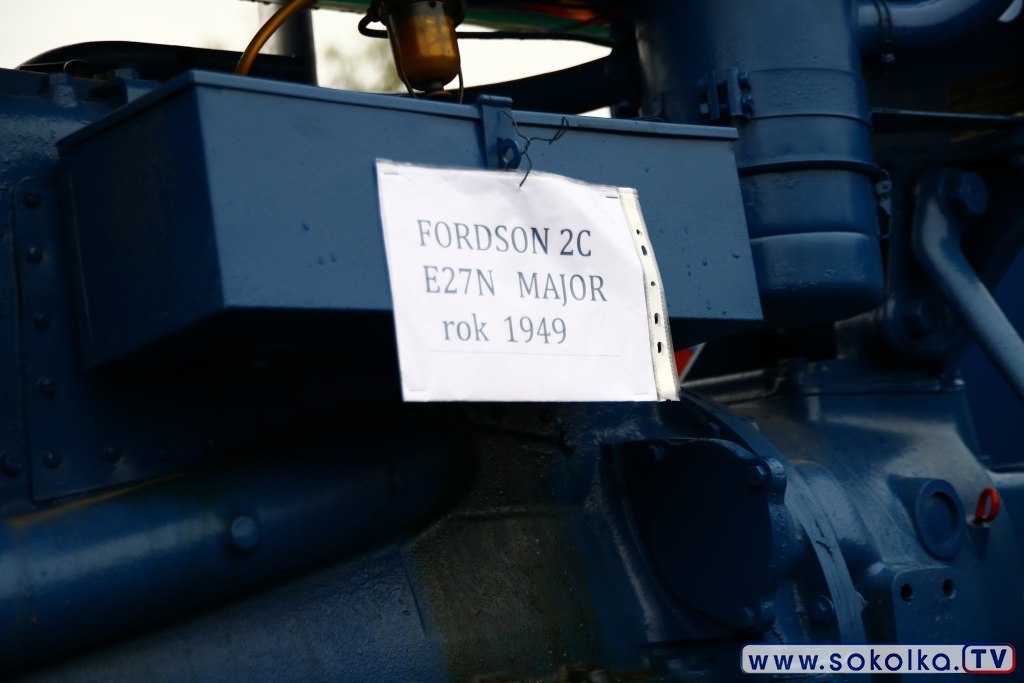 FORDSON 2C
E27N MAJOR
rok 1949
www.sokolka.TV